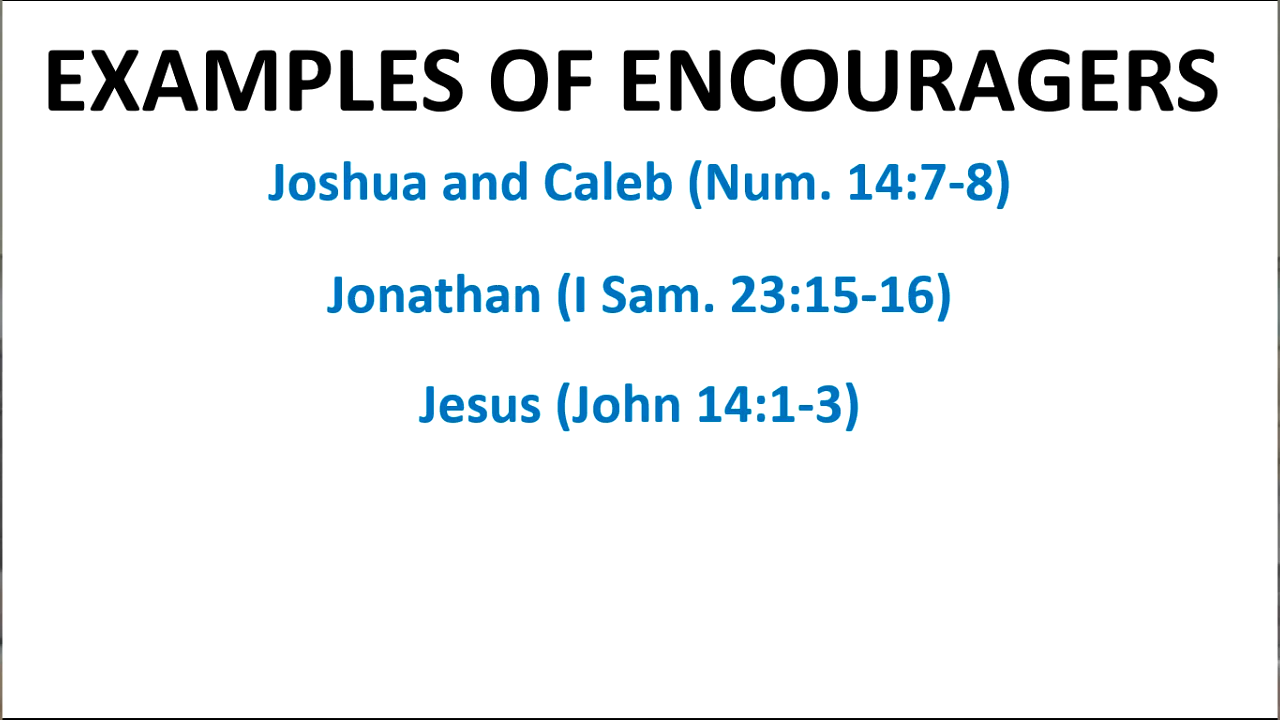 EXAMPLES OF ENCOURAGERS
Joshua and Caleb (Num. 14:7-8)
Jonathan (I Sam. 23:15-16)
Jesus (John 14:1-3)